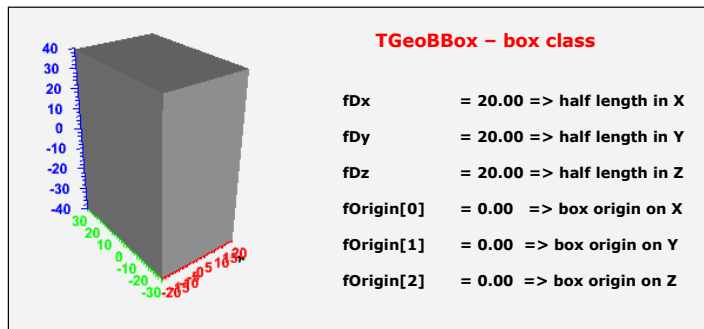 TGeoBBox – box class
fDx = 20.00 => half length in X
fDy = 20.00 => half length in Y
fDz = 20.00 => half length in Z
fOrigin[0] = 0.00 => box origin on X
fOrigin[1] = 0.00 => box origin on Y
fOrigin[2] = 0.00 => box origin on Z
40
30
20
10
0
-10
-20
-30
-40
30
20
10
0
-10
-20
-30
-20